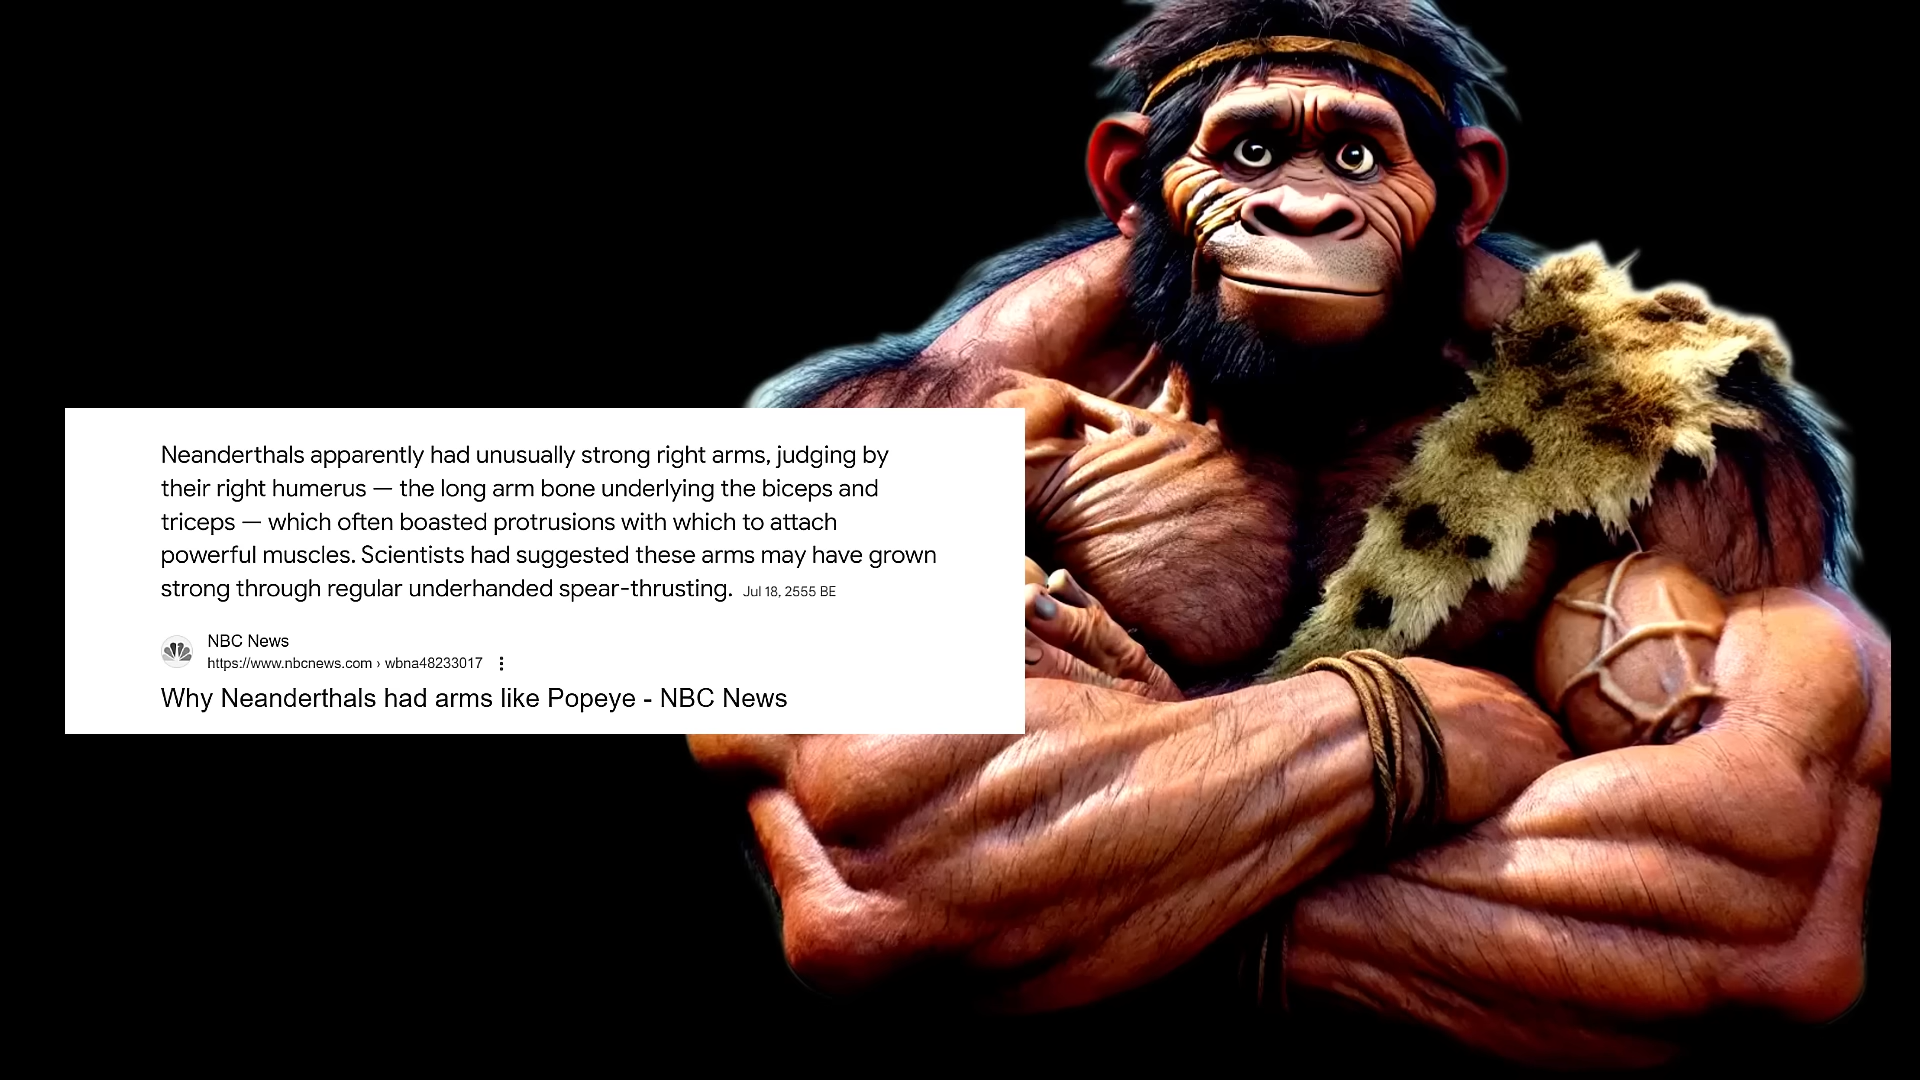 Neanderthals apparently had unusually strong right arms, judging by
their right humerus — the long arm bone underlying the biceps and
triceps — which often boasted protrusions with which to attach
powerful muscles. Scientists had suggested these arms may have grown
strong through regular underhanded spear-thrusting. Jul 18, 2555 BE
NBC News
https://www.nbcnews.com › wbna48233017
Why Neanderthals had arms like Popeye - NBC News